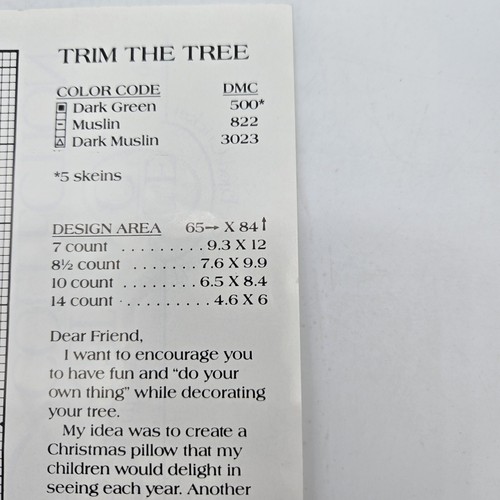 TRIM THE TREE
COLOR CODE DMC
Dark Green 500*
Muslin 822
Dark Muslin 3023
*5 skeins
DESIGN AREA 65→ X 84↑
7 count . . . . . . . . . 9.3 X 12
8½ count . . . . . . . 7.6 X 9.9
10 count . . . . . . . . 6.5 X 8.4
14 count . . . . . . . . . 4.6 X 6
Dear Friend,
I want to encourage you
to have fun and “do your
own thing” while decorating
your tree.
My idea was to create a
Christmas pillow that my
children would delight in
seeing each year. Another